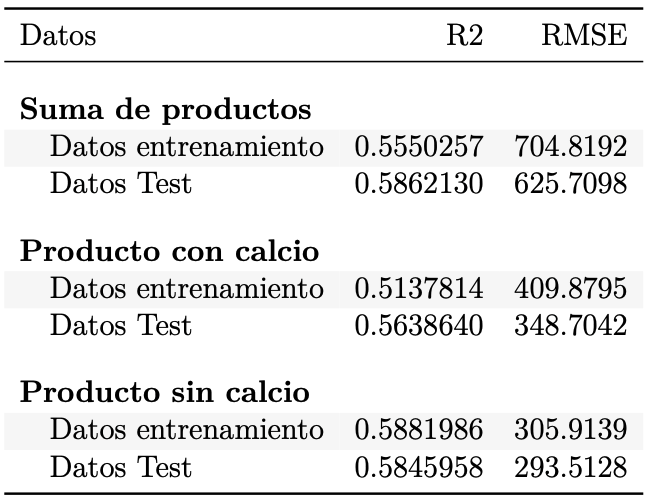 Datos R2 RMSE
Suma de productos
Datos entrenamiento 0.5550257 704.8192
Datos Test 0.5862130 625.7098
Producto con calcio
Datos entrenamiento 0.5137814 409.8795
Datos Test 0.5638640 348.7042
Producto sin calcio
Datos entrenamiento 0.5881986 305.9139
Datos Test 0.5845958 293.5128